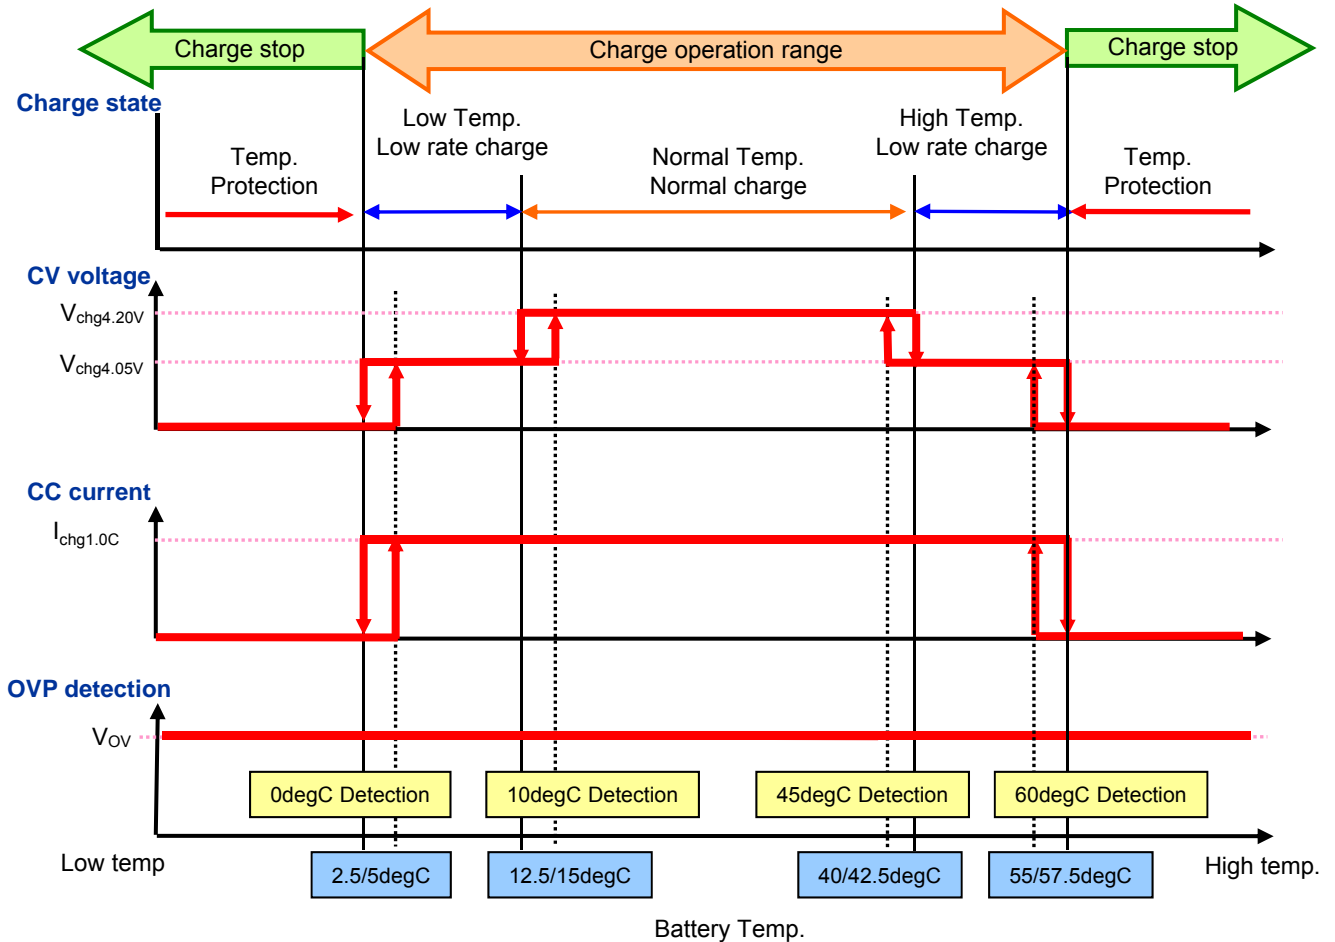 Charge stop
Charge operation range
Charge stop
Charge state
Low Temp.
Low rate charge
High Temp.
Low rate charge
Temp.
Protection
Normal Temp.
Normal charge
Temp.
Protection
CV voltage
Vchg4.20V
Vchg4.05V
CC current
Ichg1.0C
OVP detection
VOV
0degC Detection
10degC Detection
45degC Detection
60degC Detection
Low temp
2.5/5degC
12.5/15degC
40/42.5degC
55/57.5degC
High temp.
Battery Temp.